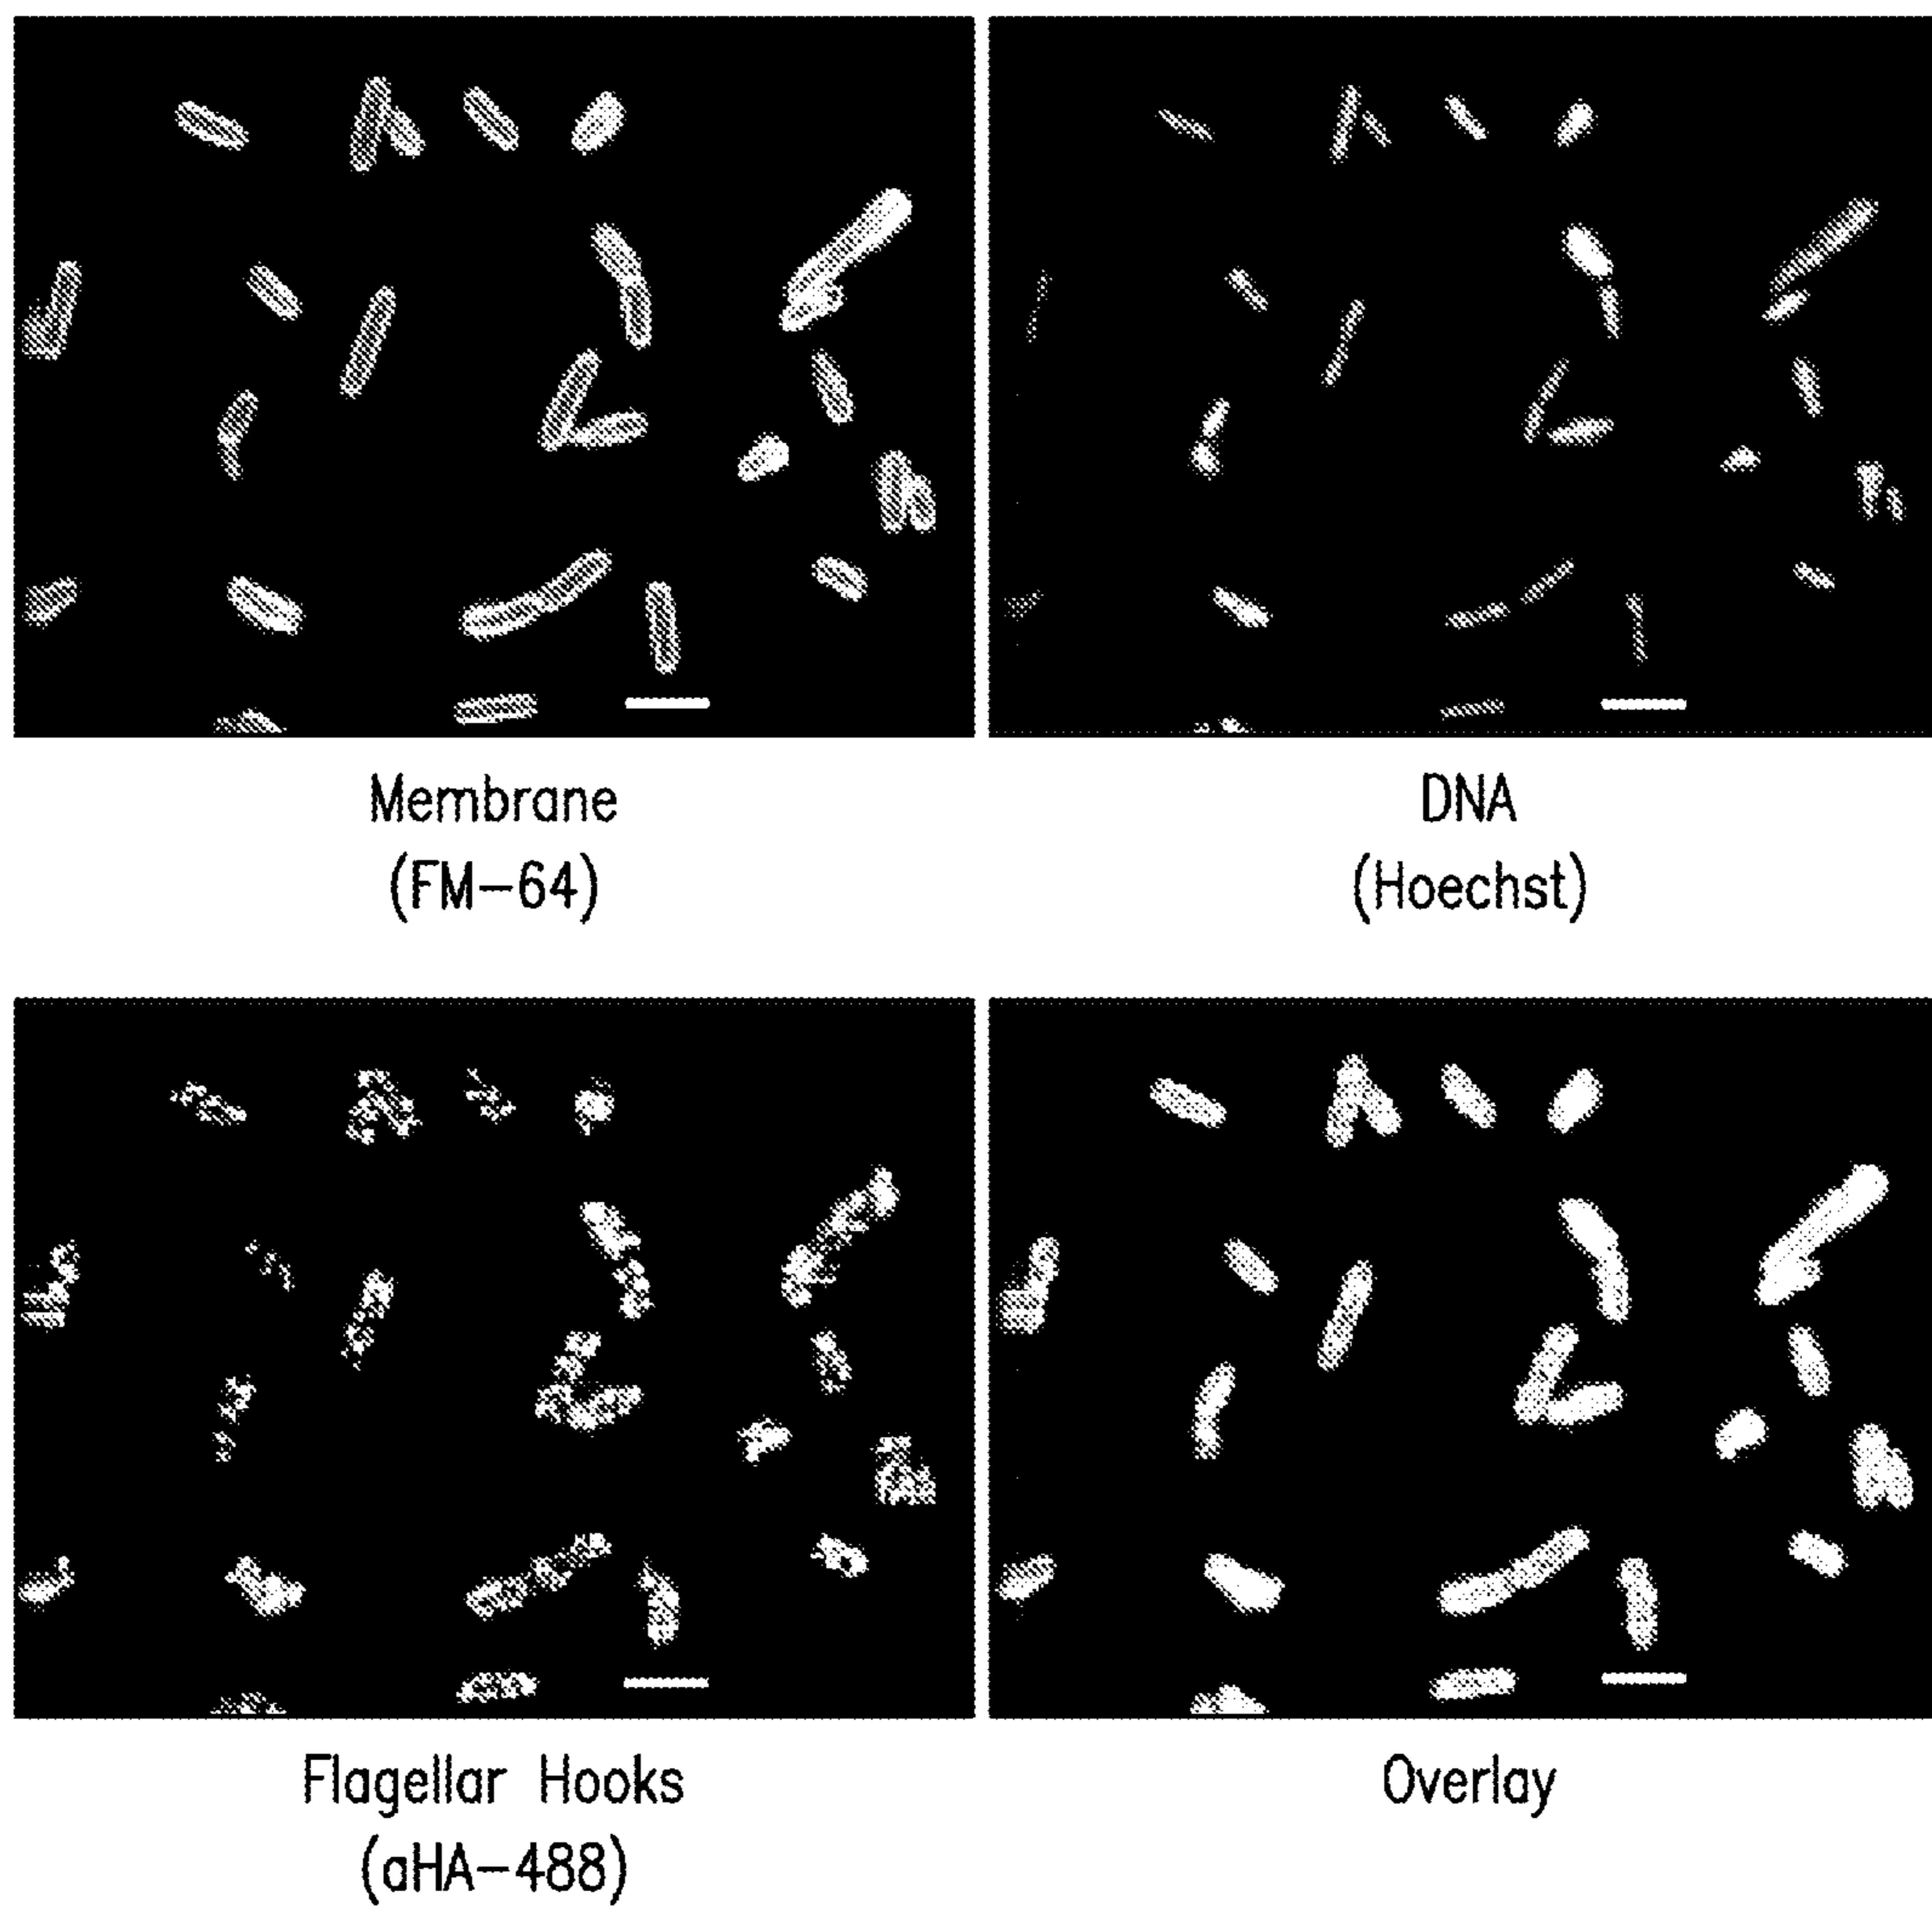 Membrane
(FM-64)
DNA
(Hoechst)
Flagellar Hooks
(aHA-488)
Overlay